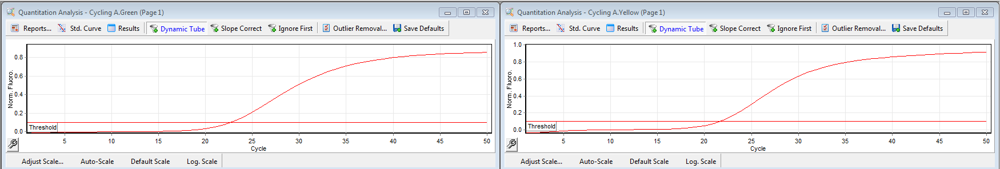 Quantitation Analysis - Cycling A.Green (Page 1)
Reports... Std. Curve Results Dynamic Tube Slope Correct Ignore First Outlier Removal... Save Defaults
Norm. Fluoro.
0.8
0.6
0.4
0.2
0.0
Threshold
5 10 15 20 25 30 35 40 45 50
Cycle
Adjust Scale... Auto-Scale Default Scale Log. Scale
Quantitation Analysis - Cycling A.Yellow (Page 1)
Reports... Std. Curve Results Dynamic Tube Slope Correct Ignore First Outlier Removal... Save Defaults
Norm. Fluoro.
1.0
0.8
0.6
0.4
0.2
0.0
Threshold
5 10 15 20 25 30 35 40 45 50
Cycle
Adjust Scale... Auto-Scale Default Scale Log. Scale